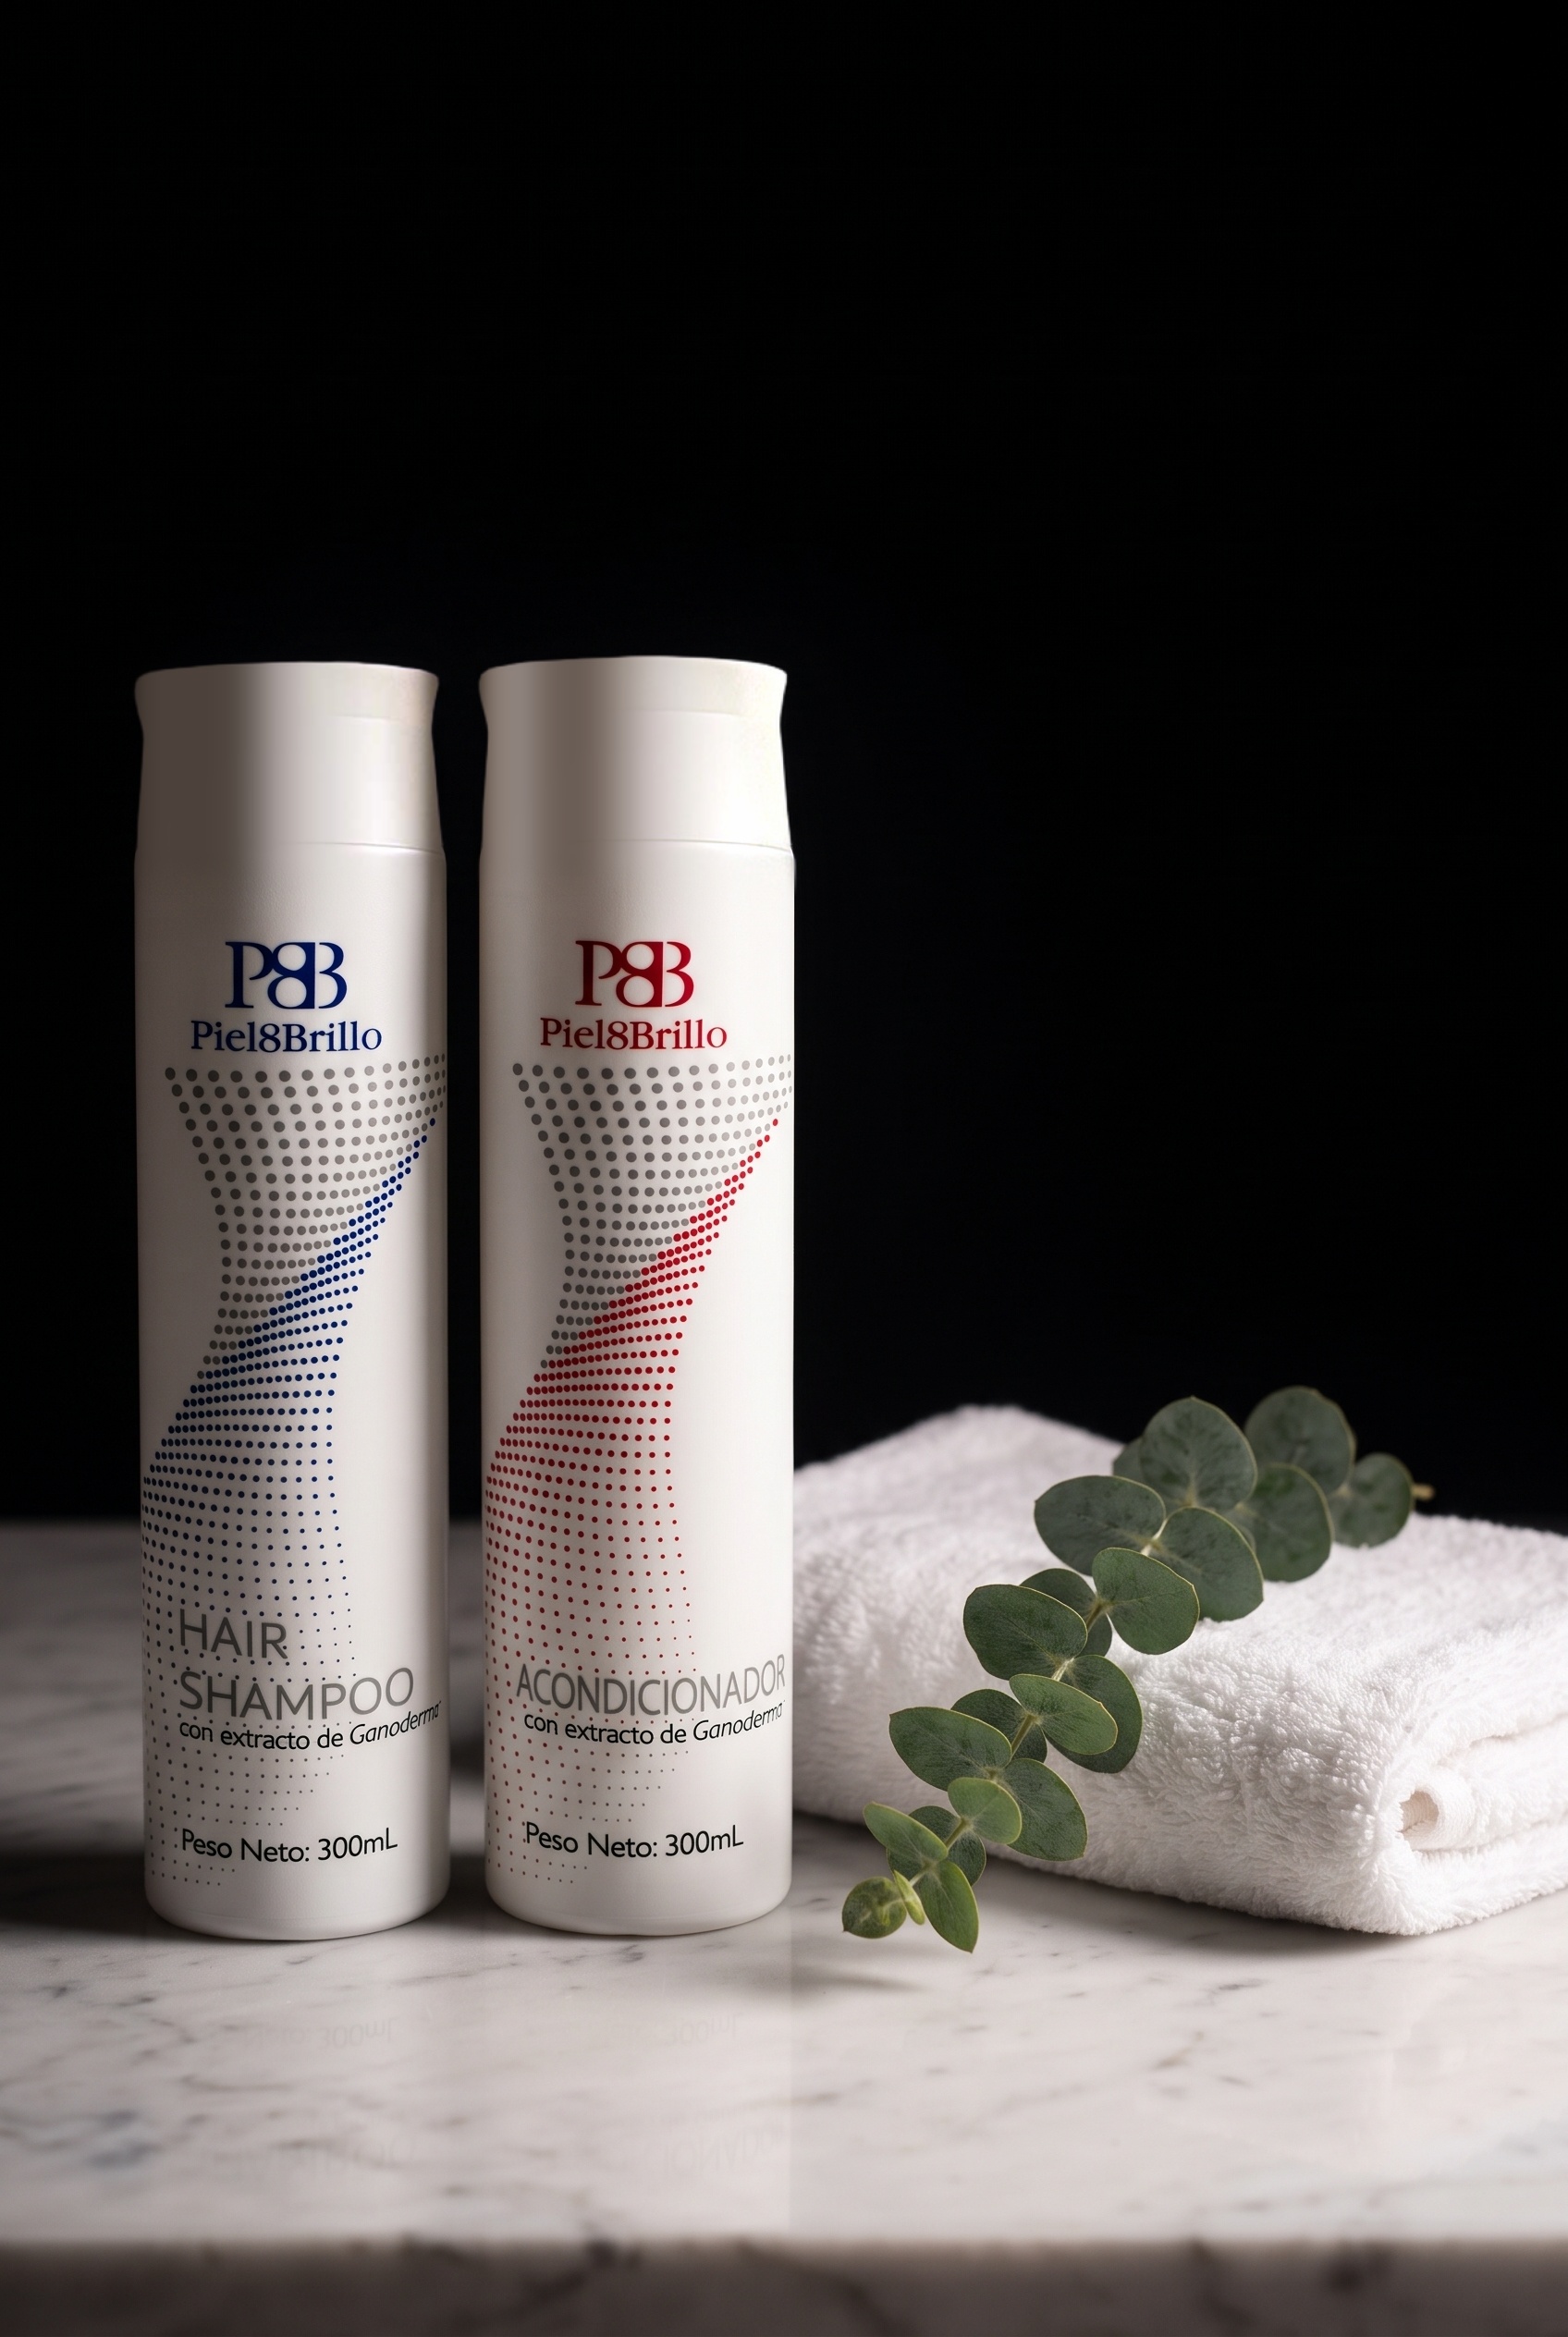 P8B
Piel8Brillo
HAIR
SHAMPOO
con extracto de Ganoderma
Peso Neto: 300mL
P8B
Piel8Brillo
ACONDICIONADOR
con extracto de Ganoderma
Peso Neto: 300mL